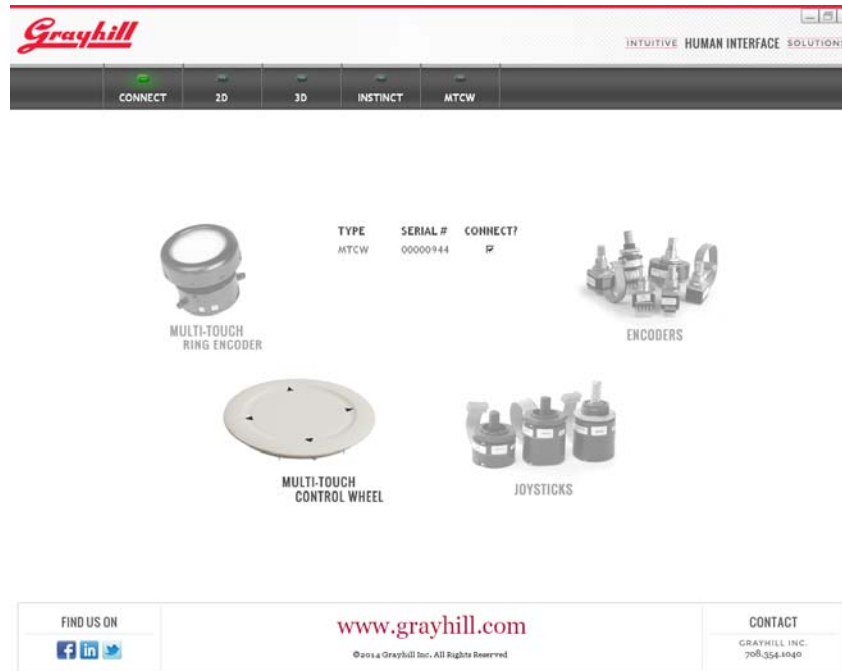 Grayhill
INTUITIVE HUMAN INTERFACE SOLUTIONS
CONNECT 2D 3D INSTINCT MTCW
TYPE SERIAL # CONNECT?
MTCW 00000944
MULTI-TOUCH
RING ENCODER
ENCODERS
MULTI-TOUCH
CONTROL WHEEL
JOYSTICKS
FIND US ON
www.grayhill.com
©2014 Grayhill Inc. All Rights Reserved
CONTACT
GRAYHILL INC.
708.354.1040